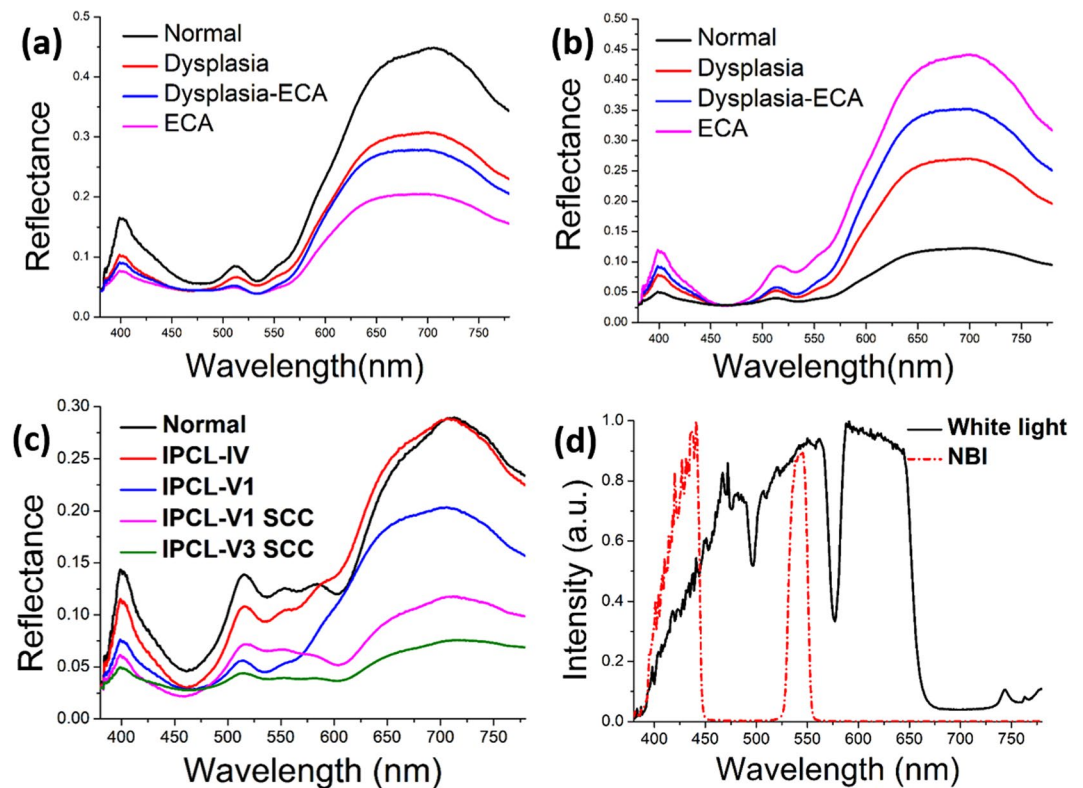 (a)
Normal
Dysplasia
Dysplasia-ECA
ECA
Reflectance
0.5
0.4
0.3
0.2
0.1
0.0
400 450 500 550 600 650 700 750
Wavelength(nm)
(b)
Normal
Dysplasia
Dysplasia-ECA
ECA
Reflectance
0.50
0.45
0.40
0.35
0.30
0.25
0.20
0.15
0.10
0.05
0.00
400 450 500 550 600 650 700 750
Wavelength(nm)
(c)
Normal
IPCL-IV
IPCL-V1
IPCL-V1 SCC
IPCL-V3 SCC
Reflectance
0.30
0.25
0.20
0.15
0.10
0.05
0.00
400 450 500 550 600 650 700 750
Wavelength (nm)
(d)
White light
NBI
Intensity (a.u.)
1.0
0.8
0.6
0.4
0.2
0.0
400 450 500 550 600 650 700 750
Wavelength (nm)